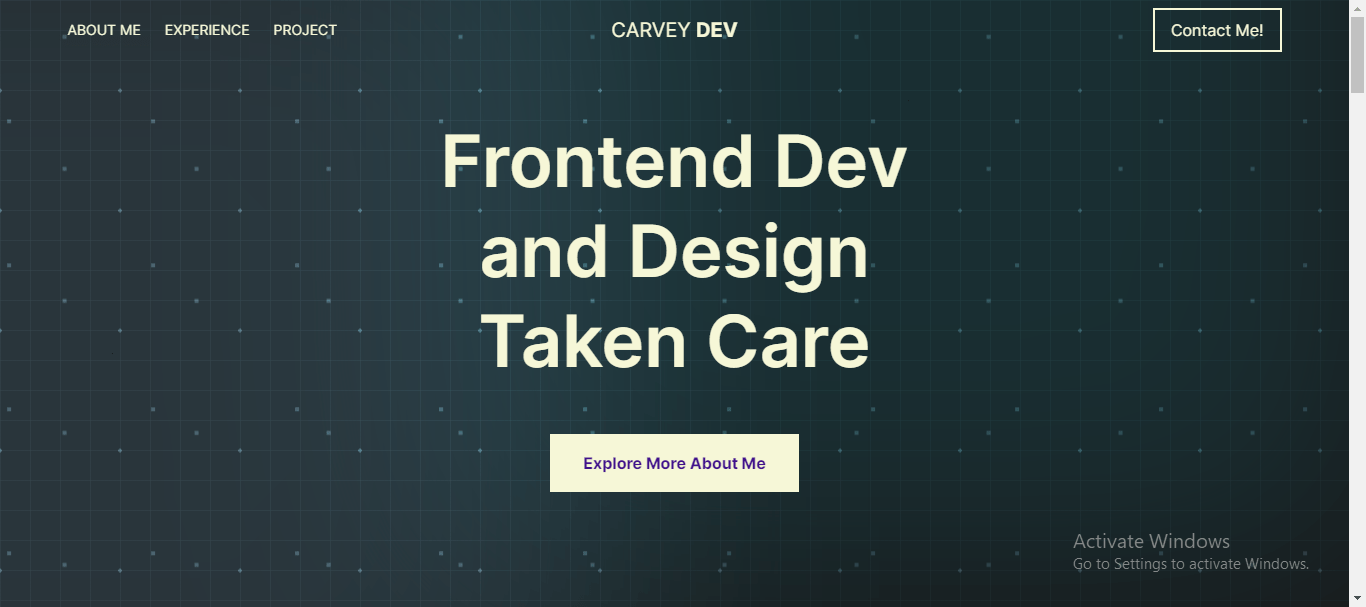 ABOUT ME EXPERIENCE PROJECT CARVEY DEV Contact Me!
Frontend Dev
and Design
Taken Care
Explore More About Me
Activate Windows
Go to Settings to activate Windows.